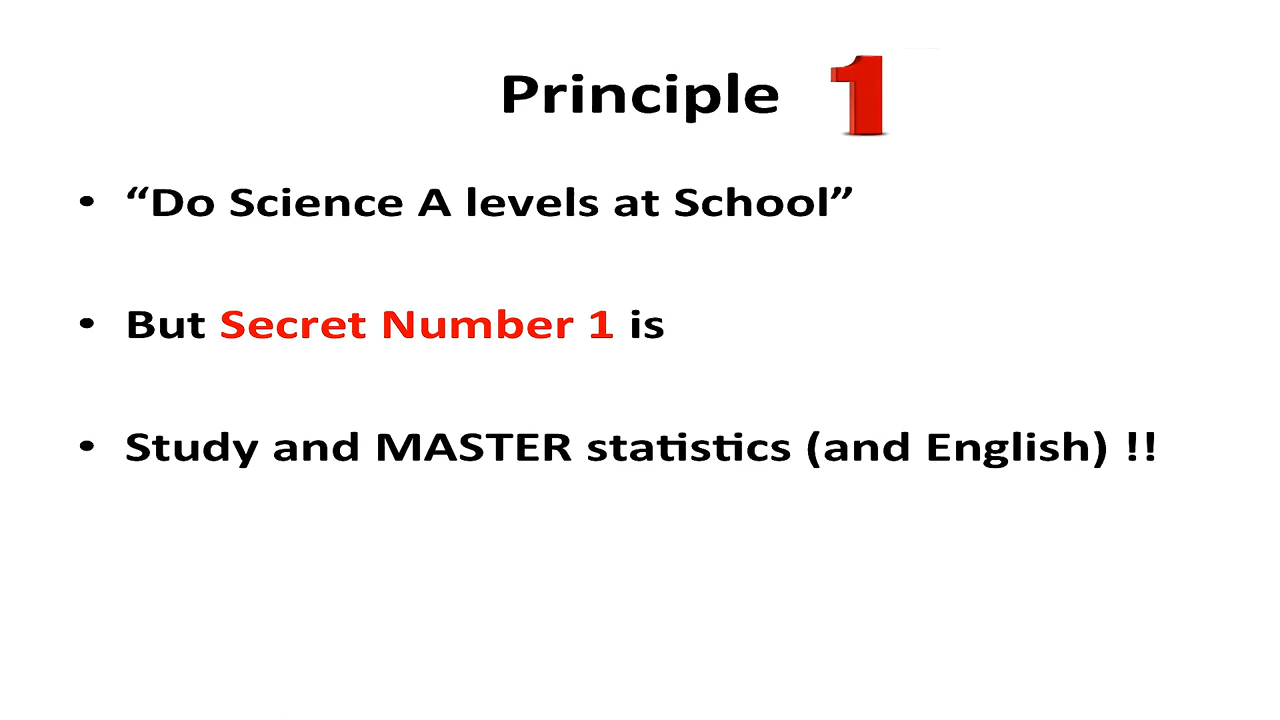 Principle 1
• “Do Science A levels at School”
• But Secret Number 1 is
• Study and MASTER statistics (and English) !!